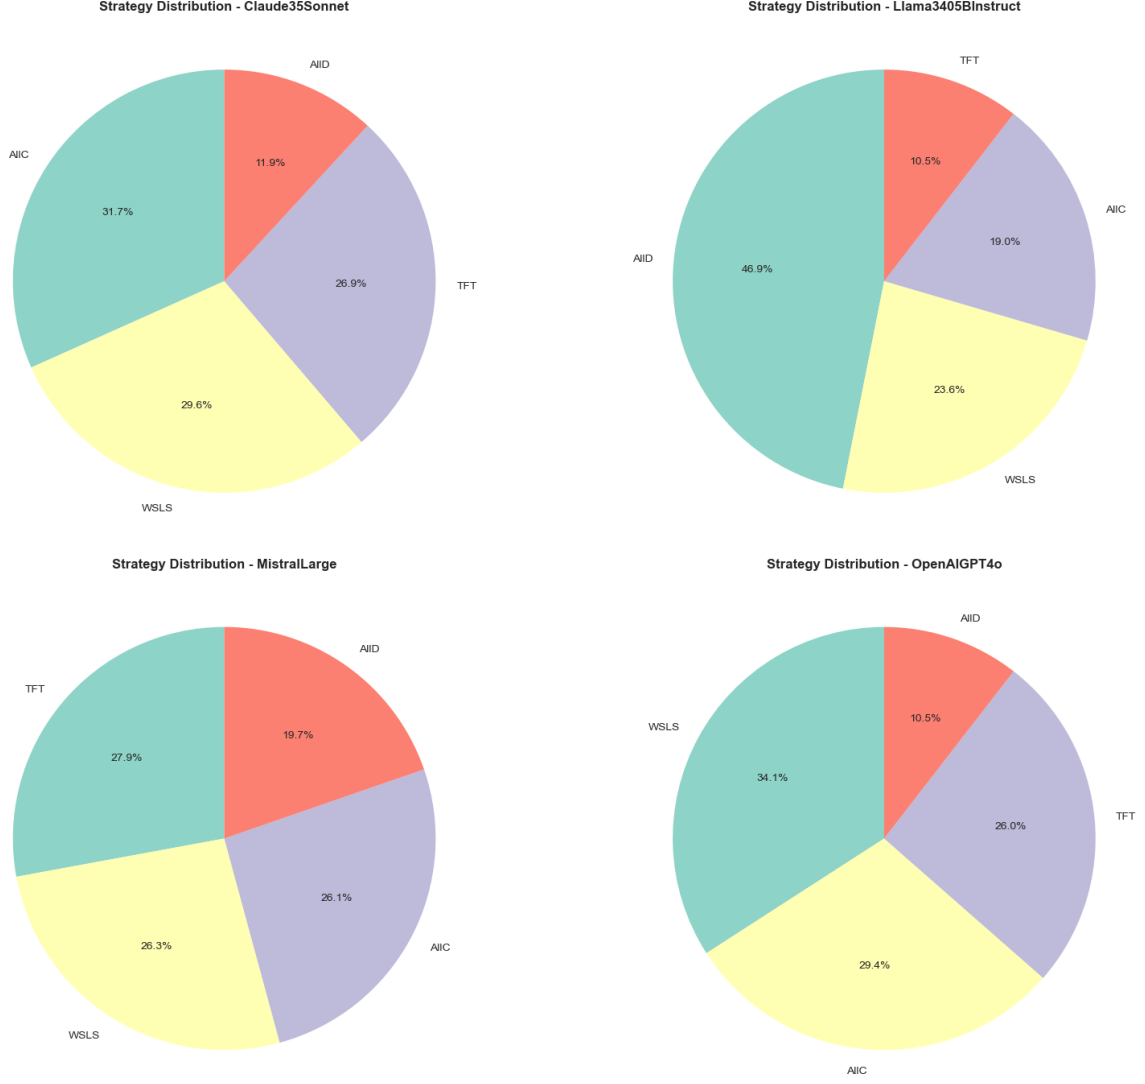 Strategy Distribution - Claude35Sonnet
AllD
AllC
11.9%
31.7%
26.9%
TFT
29.6%
WSLS
Strategy Distribution - Llama3405BInstruct
TFT
10.5%
AllC
19.0%
AllD
46.9%
23.6%
WSLS
Strategy Distribution - MistralLarge
AllD
TFT
19.7%
27.9%
26.1%
AllC
26.3%
WSLS
Strategy Distribution - OpenAIGPT4o
AllD
10.5%
WSLS
34.1%
TFT
26.0%
29.4%
AllC